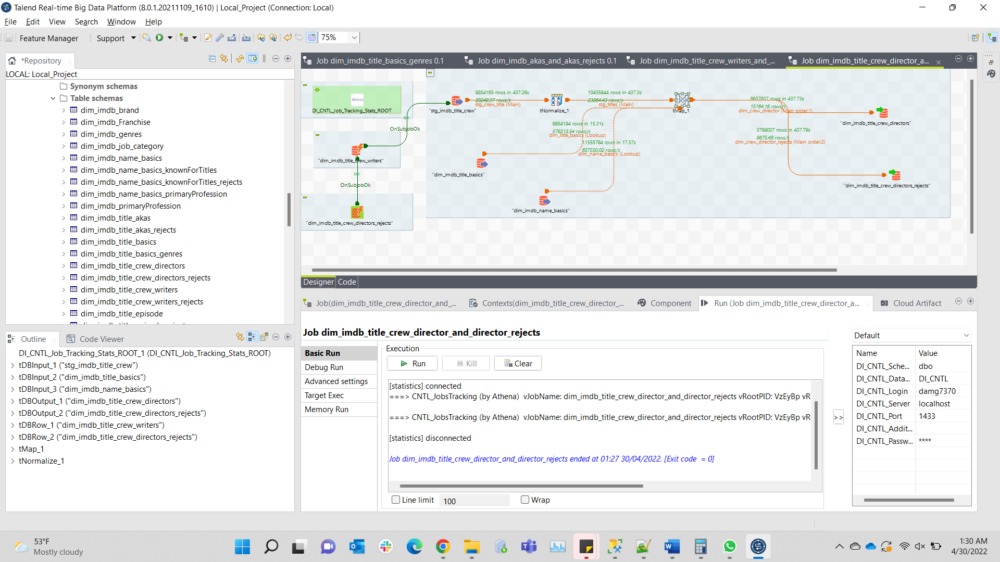 Talend Real-time Big Data Platform (8.0.1.20211109_1610) | Local_Project (Connection: Local)
File Edit View Search Window Help
Feature Manager Support 75%
*Repository
LOCAL: Local_Project
Synonym schemas
Table schemas
dim_imdb_brand
dim_imdb_Franchise
dim_imdb_genres
dim_imdb_job_category
dim_imdb_name_basics
dim_imdb_name_basics_knownForTitles
dim_imdb_name_basics_knownForTitles_rejects
dim_imdb_name_basics_primaryProfession
dim_imdb_primaryProfession
dim_imdb_title_akas
dim_imdb_title_akas_rejects
dim_imdb_title_basics
dim_imdb_title_basics_genres
dim_imdb_title_crew_directors
dim_imdb_title_crew_directors_rejects
dim_imdb_title_crew_writers
dim_imdb_title_crew_writers_rejects
dim_imdb_title_episode
Outline Code Viewer
DI_CNTL_Job_Tracking_Stats_ROOT_1 (DI_CNTL_Job_Tracking_Stats_ROOT)
tDBInput_1 ("stg_imdb_title_crew")
tDBInput_2 ("dim_imdb_title_basics")
tDBInput_3 ("dim_imdb_name_basics")
tDBOutput_1 ("dim_imdb_title_crew_directors")
tDBOutput_2 ("dim_imdb_title_crew_directors_rejects")
tDBRow_1 ("dim_imdb_title_crew_writers")
tDBRow_2 ("dim_imdb_title_crew_directors_rejects")
tMap_1
tNormalize_1
Job dim_imdb_title_basics_genres 0.1 Job dim_imdb_akas_and_akas_rejects 0.1 Job dim_imdb_title_crew_writers_and_... Job dim_imdb_title_crew_director_a...
ATHENA
DI_CNTL_Job_Tracking_Stats_ROOT
OK
OnSubjobOk
"dim_imdb_title_crew_writers"
OK
OnSubjobOk
"dim_imdb_title_crew_directors_rejects"
"stg_imdb_title_crew"
8854165 rows in 437.26s
20248.97 rows/s
stg_crew_title (Main)
tNormalize_1
10435844 rows in 437.3s
23864.43 rows/s
stg_titles (Main)
tMap_1
8854184 rows in 15.31s
578213.54 rows/s
dim_title_basics (Lookup)
11555784 rows in 17.57s
657550.02 rows/s
dim_name_basics (Lookup)
"dim_imdb_title_basics"
"dim_imdb_name_basics"
6637837 rows in 437.73s
15164.16 rows/s
dim_crew_director (Main order:1)
"dim_imdb_title_crew_directors"
3798007 rows in 437.79s
8675.49 rows/s
dim_crew_director_rejects (Main order:2)
"dim_imdb_title_crew_directors_rejects"
Designer Code
Job(dim_imdb_title_crew_director_and_... Contexts(dim_imdb_title_crew_director_... Component Run (Job dim_imdb_title_crew_director_a... Cloud Artifact
Job dim_imdb_title_crew_director_and_director_rejects
Basic Run
Debug Run
Advanced settings
Target Exec
Memory Run
Execution
Run Kill Clear
[statistics] connected
===> CNTL_JobsTracking (by Athena) vJobName: dim_imdb_title_crew_director_and_director_rejects vRootPID: VzEyBp vR
===> CNTL_JobsTracking (by Athena) vJobName: dim_imdb_title_crew_director_and_director_rejects vRootPID: VzEyBp vR
[statistics] disconnected
Job dim_imdb_title_crew_director_and_director_rejects ended at 01:27 30/04/2022. [Exit code = 0]
Line limit 100 Wrap
>>
Default
Name Value
DI_CNTL_Sche... dbo
DI_CNTL_Data... DI_CNTL
DI_CNTL_Login damg7370
DI_CNTL_Server localhost
DI_CNTL_Port 1433
DI_CNTL_Addit...
DI_CNTL_Passw... ****
53°F
Mostly cloudy
1:30 AM
4/30/2022